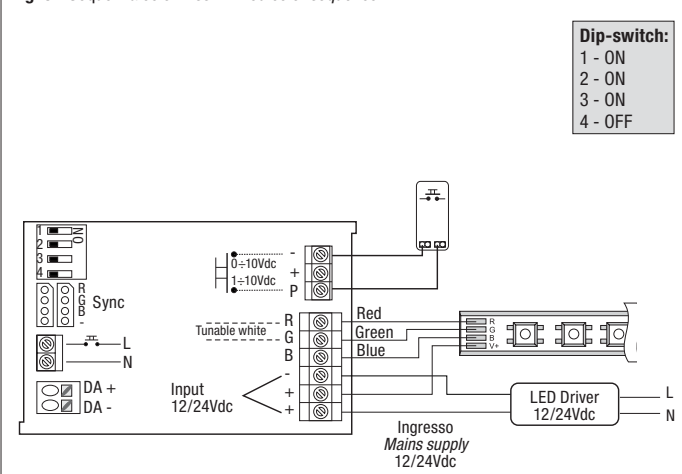 Dip-switch:
1 - ON
2 - ON
3 - ON
4 - OFF
1
2
3
4
ON
R
G
B
-
Sync
L
N
DA +
DA -
0÷10Vdc
1÷10Vdc
-
+
P
Tunable white
R
G
B
-
+
+
Input
12/24Vdc
Red
Green
Blue
R
G
B
V+
Ingresso
Mains supply
12/24Vdc
LED Driver
12/24Vdc
L
N